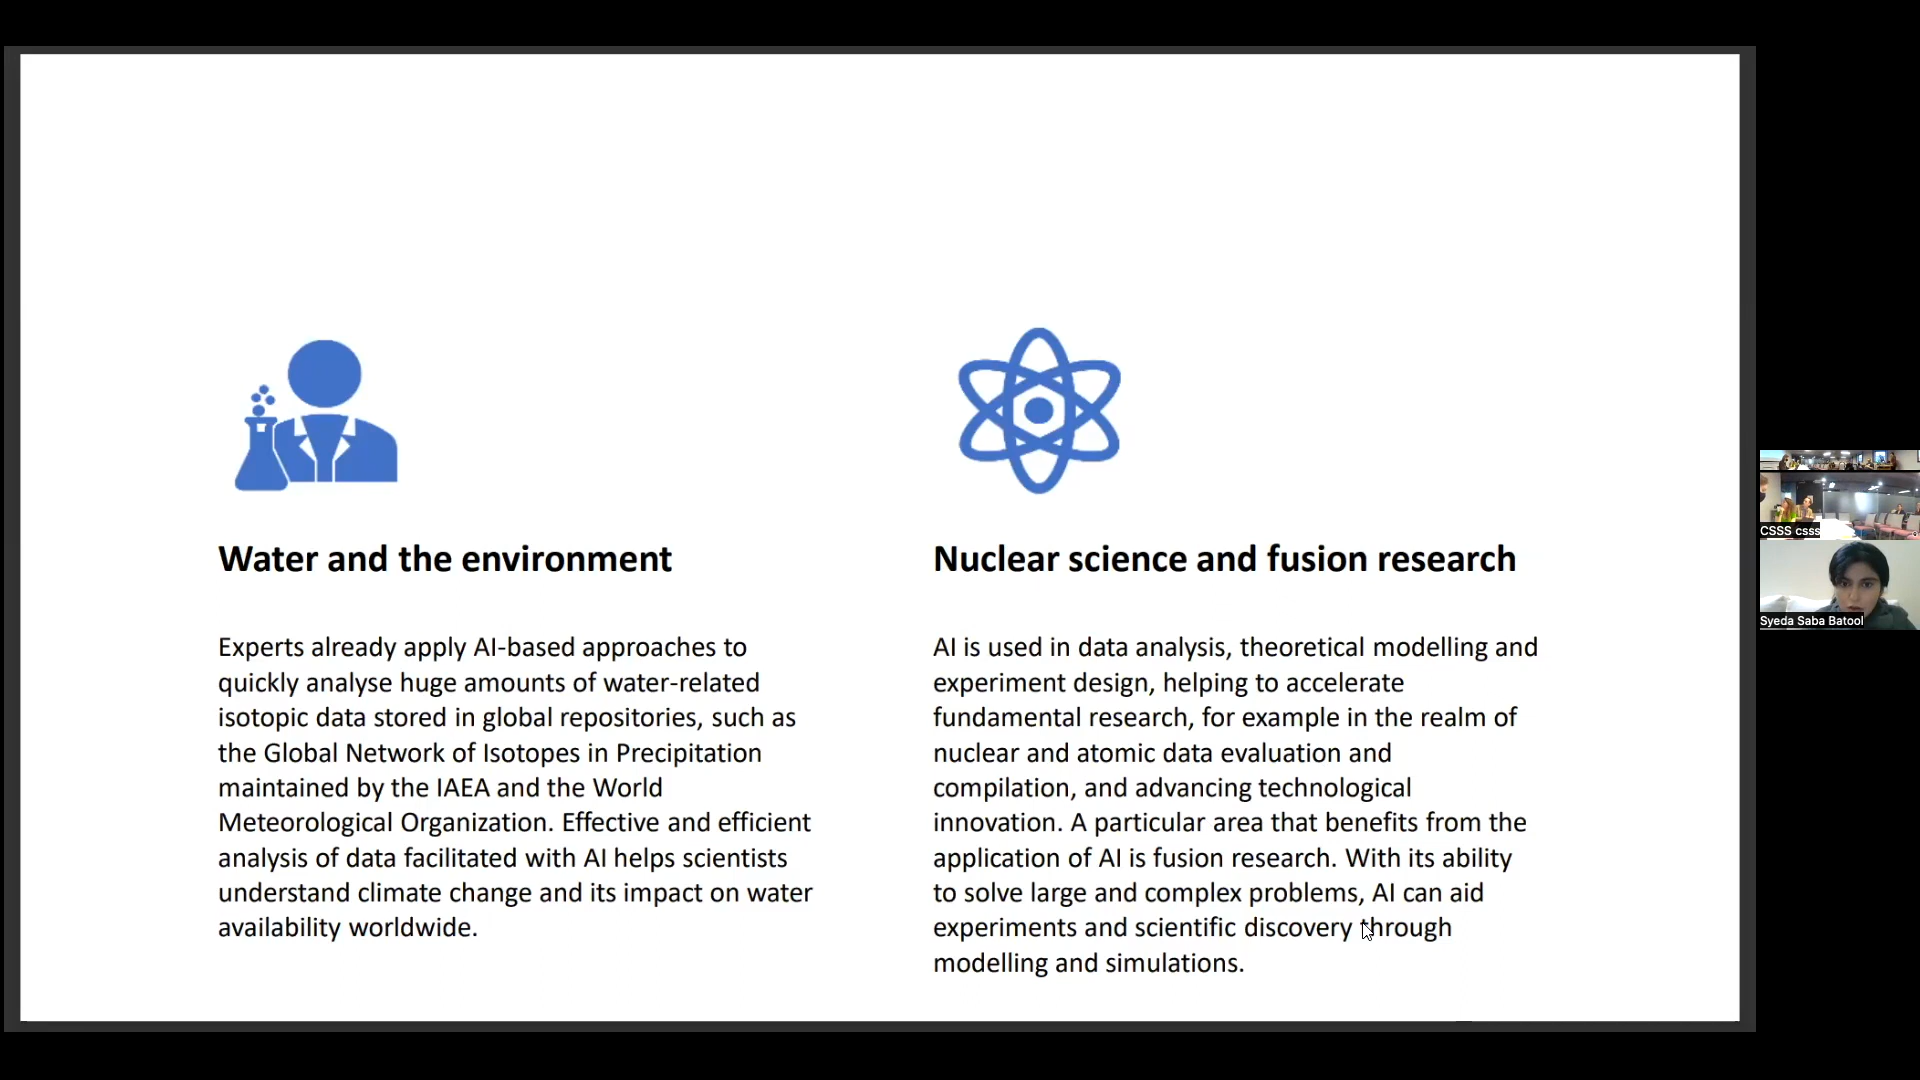 Water and the environment
Experts already apply AI-based approaches to
quickly analyse huge amounts of water-related
isotopic data stored in global repositories, such as
the Global Network of Isotopes in Precipitation
maintained by the IAEA and the World
Meteorological Organization. Effective and efficient
analysis of data facilitated with AI helps scientists
understand climate change and its impact on water
availability worldwide.
Nuclear science and fusion research
AI is used in data analysis, theoretical modelling and
experiment design, helping to accelerate
fundamental research, for example in the realm of
nuclear and atomic data evaluation and
compilation, and advancing technological
innovation. A particular area that benefits from the
application of AI is fusion research. With its ability
to solve large and complex problems, AI can aid
experiments and scientific discovery through
modelling and simulations.
CSSS csss
Syeda Saba Batool